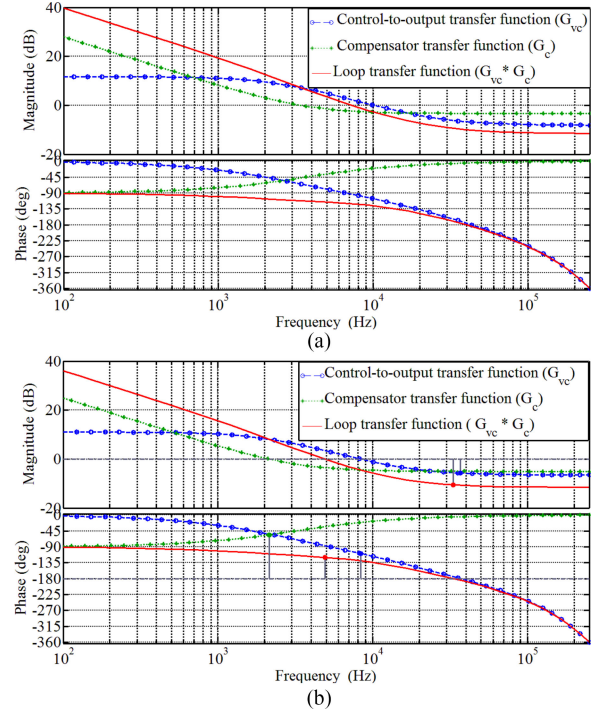 40
20
0
20
Magnitude (dB)
Control-to-output transfer function (Gvc)
Compensator transfer function (Gc)
Loop transfer function (Gvc* Gc)
-45
-90
-135
-180
-225
-270
-315
-360
Phase (deg)
10^2
10^3
10^4
10^5
Frequency (Hz)
(a)
40
20
0
-20
Magnitude (dB)
Control-to-output transfer function (Gvc)
Compensator transfer function (Gc)
Loop transfer function ( Gvc * Gc)
0
-45
-90
-135
-180
-225
-270
-315
-360
Phase (deg)
10^2
10^3
10^4
10^5
Frequency (Hz)
(b)